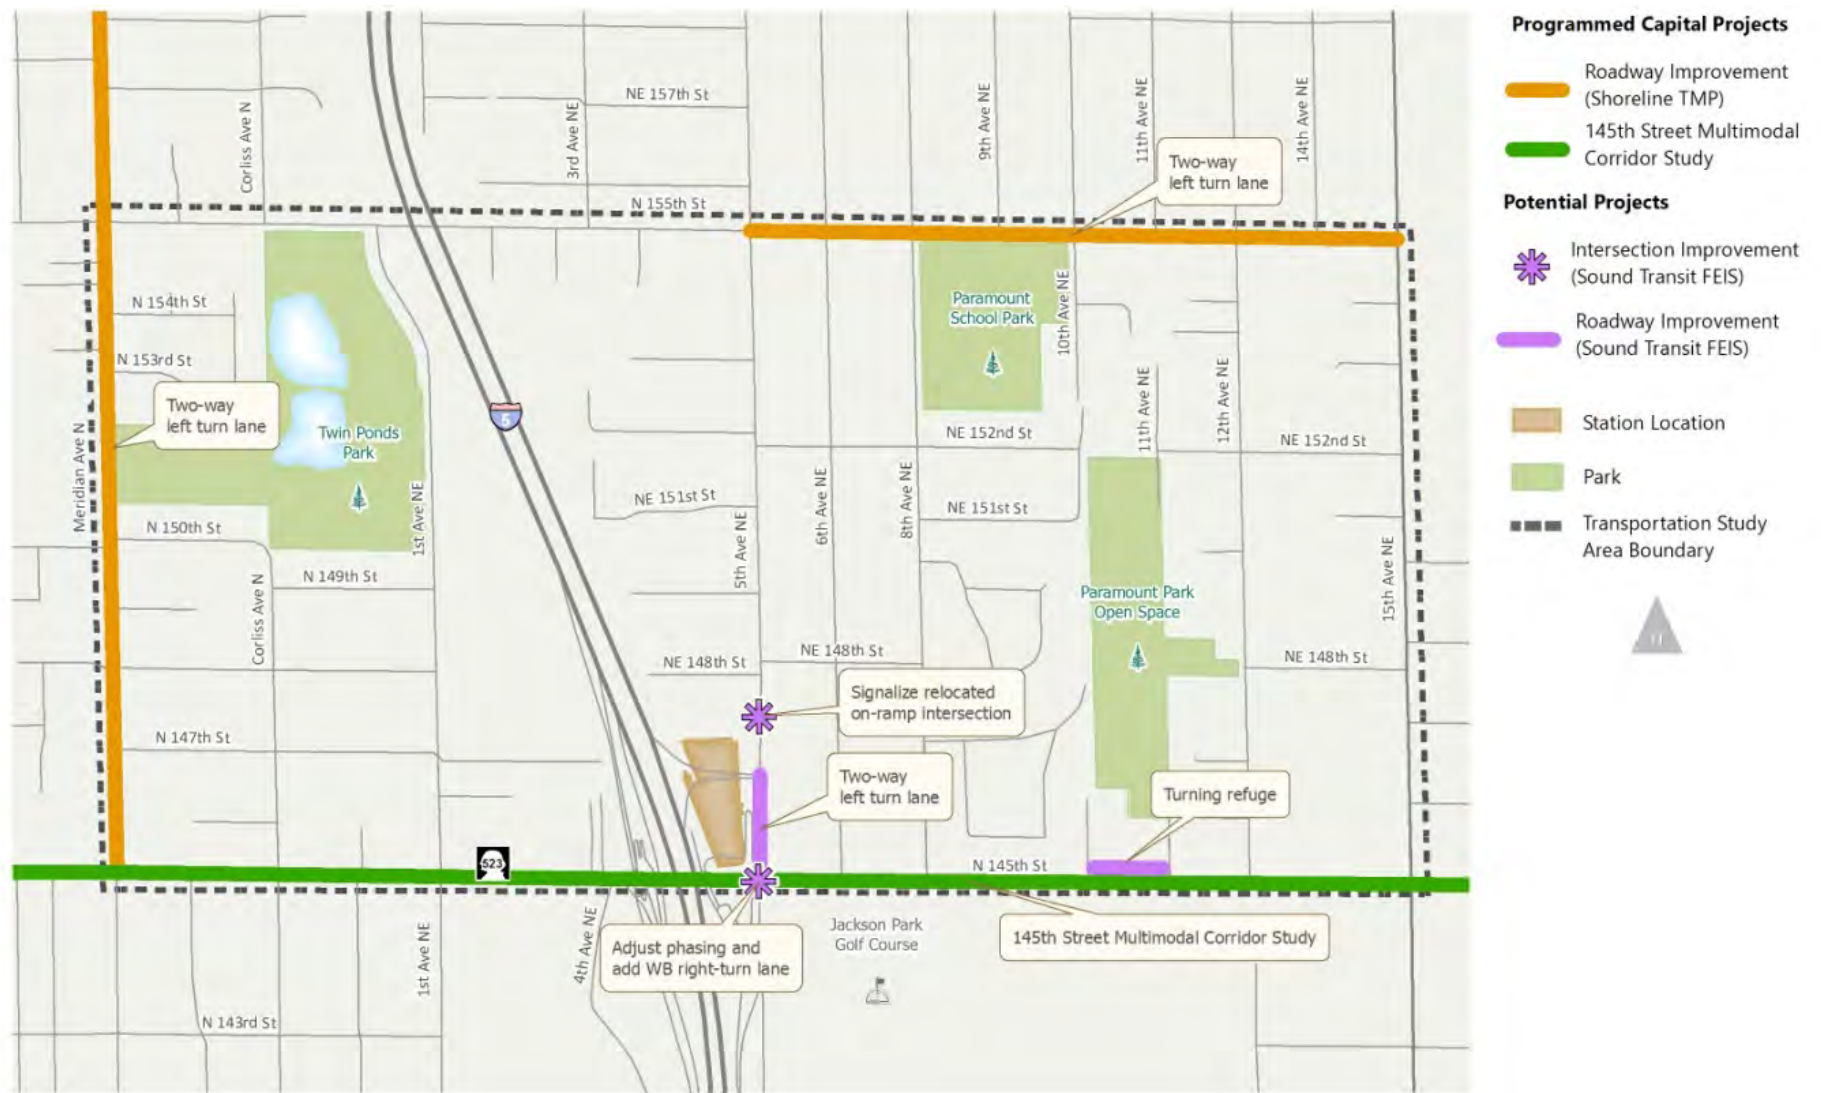 Programmed Capital Projects
Roadway Improvement
(Shoreline TMP)
145th Street Multimodal
Corridor Study
Potential Projects
Intersection Improvement
(Sound Transit FEIS)
Roadway Improvement
(Sound Transit FEIS)
Station Location
Park
Transportation Study
Area Boundary
NE 157th St
Corliss Ave N
3rd Ave NE
9th Ave NE
11th Ave NE
14th Ave NE
Two-way
left turn lane
N 155th St
N 154th St
N 153rd St
Two-way
left turn lane
Twin Ponds
Park
5
Paramount
School Park
10th Ave NE
11th Ave NE
12th Ave NE
NE 152nd St
NE 152nd St
Meridian Ave N
1st Ave NE
NE 151st St
NE 151st St
5th Ave NE
6th Ave NE
8th Ave NE
15th Ave NE
N 150th St
N 149th St
Corliss Ave N
Paramount Park
Open Space
NE 148th St
NE 148th St
NE 148th St
Signalize relocated
on-ramp intersection
N 147th St
Two-way
left turn lane
Turning refuge
523
N 145th St
Adjust phasing and
add WB right-turn lane
Jackson Park
Golf Course
145th Street Multimodal Corridor Study
1st Ave NE
4th Ave NE
N 143rd St